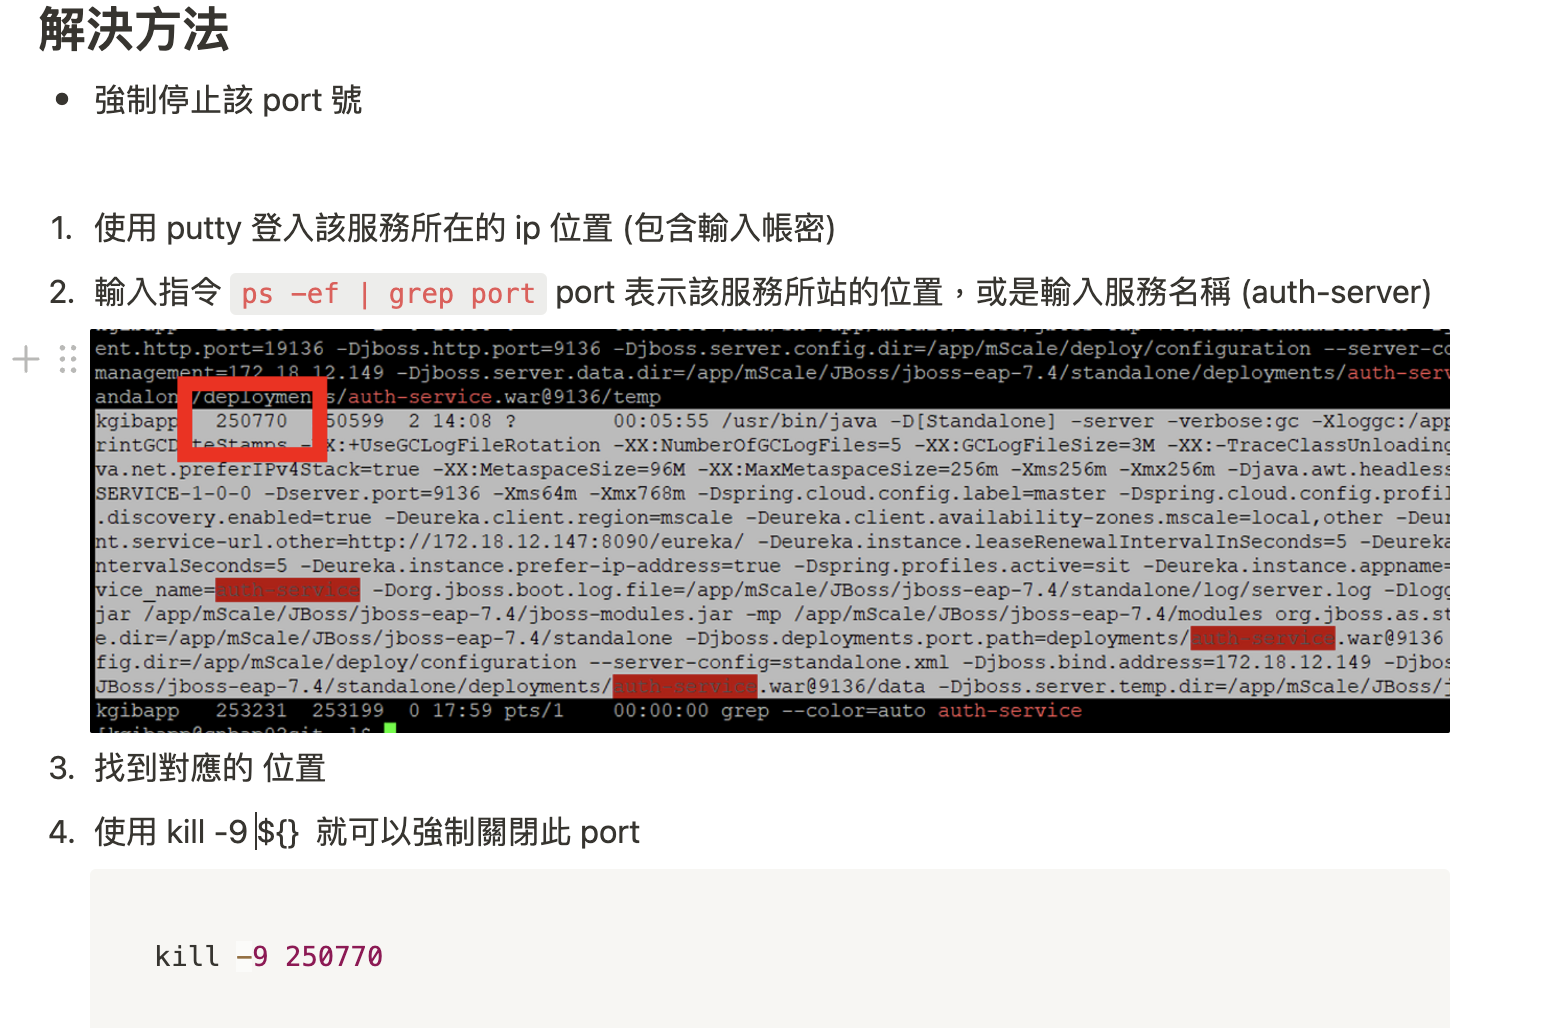 解決方法
• 強制停止該 port 號
1. 使用 putty 登入該服務所在的 ip 位置 (包含輸入帳密)
2. 輸入指令 ps -ef | grep port port 表示該服務所站的位置，或是輸入服務名稱 (auth-server)
ent.http.port=19136 -Djboss.http.port=9136 -Djboss.server.config.dir=/app/mScale/deploy/configuration --server-co
management=172.18.12.149 -Djboss.server.data.dir=/app/mScale/JBoss/jboss-eap-7.4/standalone/deployments/auth-serv
andalon /deployments/auth-service.war@9136/temp
kgibapp 250770 50599 2 14:08 ? 00:05:55 /usr/bin/java -D[Standalone] -server -verbose:gc -Xloggc:/app
rintGCD teStamps - X:+UseGCLogFileRotation -XX:NumberOfGCLogFiles=5 -XX:GCLogFileSize=3M -XX:-TraceClassUnloading
va.net.preferIPv4Stack=true -XX:MetaspaceSize=96M -XX:MaxMetaspaceSize=256m -Xms256m -Xmx256m -Djava.awt.headless
SERVICE-1-0-0 -Dserver.port=9136 -Xms64m -Xmx768m -Dspring.cloud.config.label=master -Dspring.cloud.config.profil
.discovery.enabled=true -Deureka.client.region=mscale -Deureka.client.availability-zones.mscale=local,other -Deur
nt.service-url.other=http://172.18.12.147:8090/eureka/ -Deureka.instance.leaseRenewalIntervalInSeconds=5 -Deureka
ntervalSeconds=5 -Deureka.instance.prefer-ip-address=true -Dspring.profiles.active=sit -Deureka.instance.appname=
vice_name=auth-service -Dorg.jboss.boot.log.file=/app/mScale/JBoss/jboss-eap-7.4/standalone/log/server.log -Dlogg
jar /app/mScale/JBoss/jboss-eap-7.4/jboss-modules.jar -mp /app/mScale/JBoss/jboss-eap-7.4/modules org.jboss.as.st
e.dir=/app/mScale/JBoss/jboss-eap-7.4/standalone -Djboss.deployments.port.path=deployments/auth-service.war@9136
fig.dir=/app/mScale/deploy/configuration --server-config=standalone.xml -Djboss.bind.address=172.18.12.149 -Djbos
JBoss/jboss-eap-7.4/standalone/deployments/auth-service.war@9136/data -Djboss.server.temp.dir=/app/mScale/JBoss/j
kgibapp 253231 253199 0 17:59 pts/1 00:00:00 grep --color=auto auth-service
3. 找到對應的 位置
4. 使用 kill -9 ${} 就可以強制關閉此 port
kill -9 250770